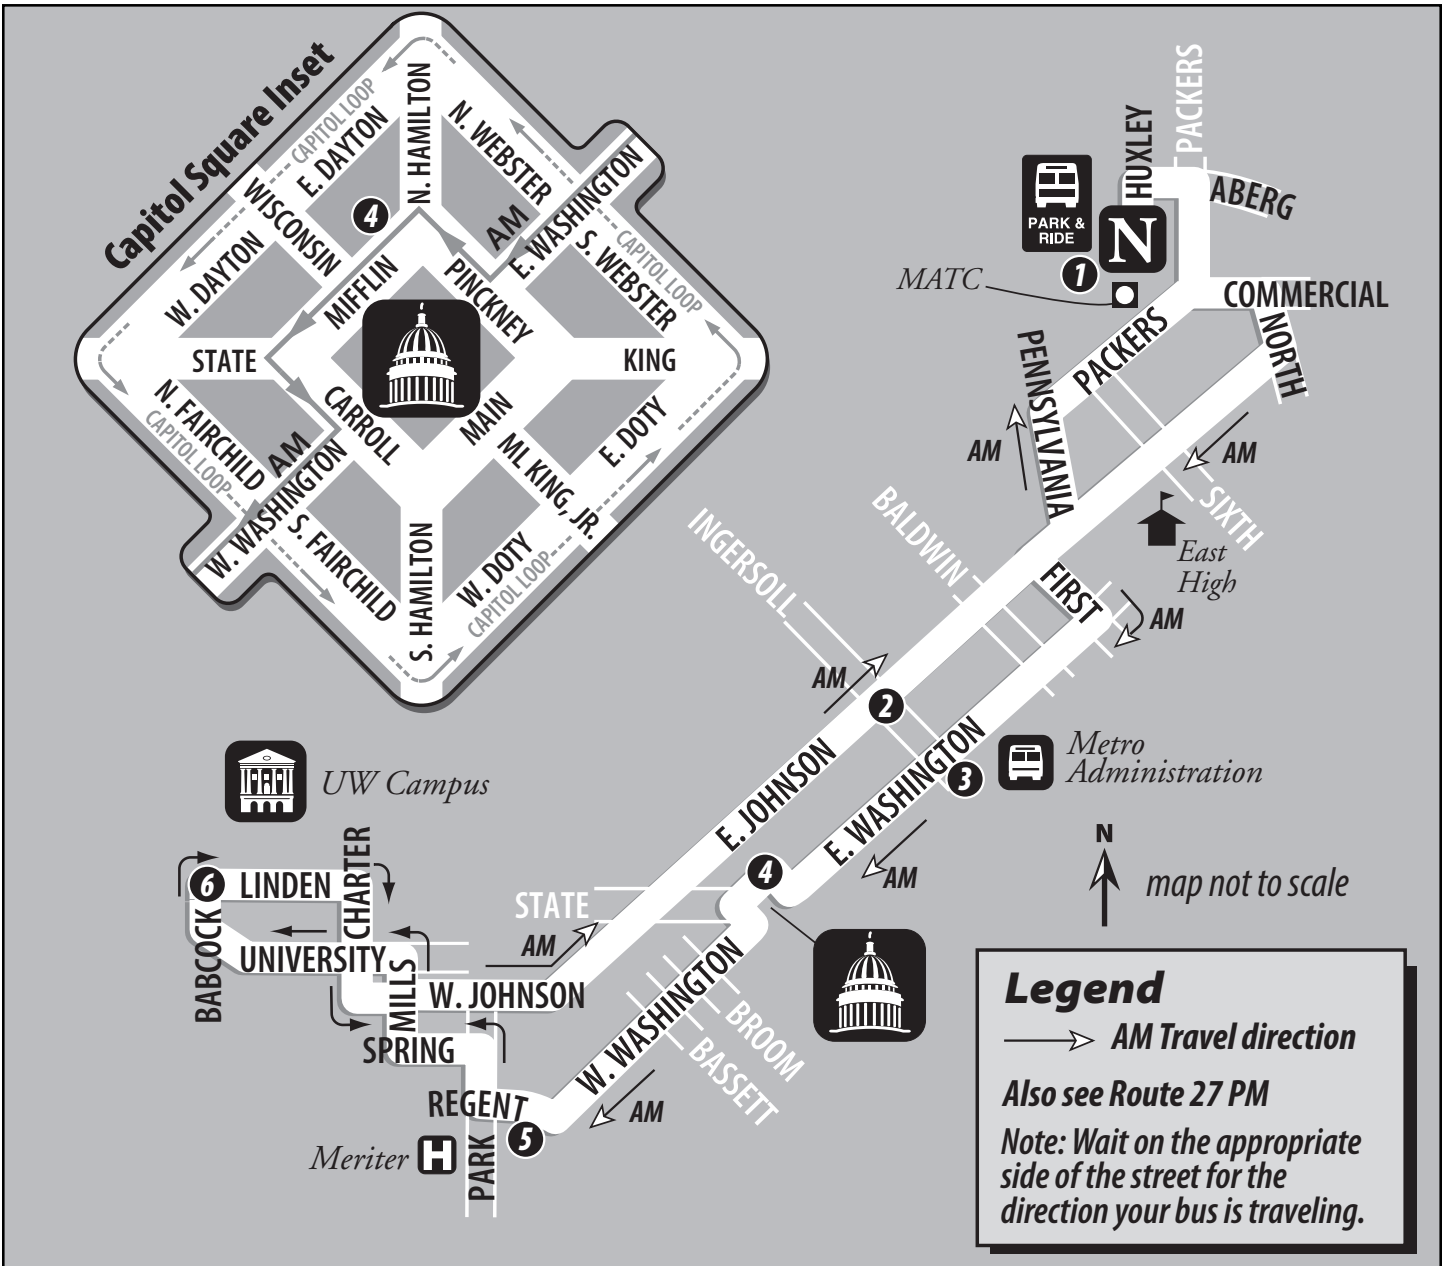 Capitol Square Inset
CAPITOL LOOP
E. DAYTON
N. HAMILTON
N. WEBSTER
E. WASHINGTON
WISCONSIN
4
AM
W. DAYTON
MIFFLIN
PINCKNEY
S. WEBSTER
CAPITOL LOOP
STATE
KING
N. FAIRCHILD
CAPITOL LOOP
CARROLL
MAIN
ML KING, JR.
E. DOTY
AM
W. WASHINGTON
S. FAIRCHILD
S. HAMILTON
W. DOTY
CAPITOL LOOP
PACKERS
HUXLEY
ABERG
PARK &
RIDE
N
1
MATC
COMMERCIAL
NORTH
PACKERS
PENNSYLVANIA
AM
AM
SIXTH
East
High
BALDWIN
INGERSOLL
FIRST
AM
AM
2
E. JOHNSON
E. WASHINGTON
3
Metro
Administration
AM
4
N
map not to scale
UW Campus
6
LINDEN
CHARTER
BABCOCK
UNIVERSITY
MILLS
W. JOHNSON
STATE
AM
SPRING
W. WASHINGTON
BROOM
BASSETT
AM
REGENT
5
Meriter
H
PARK
Legend
AM Travel direction
Also see Route 27 PM
Note: Wait on the appropriate
side of the street for the
direction your bus is traveling.